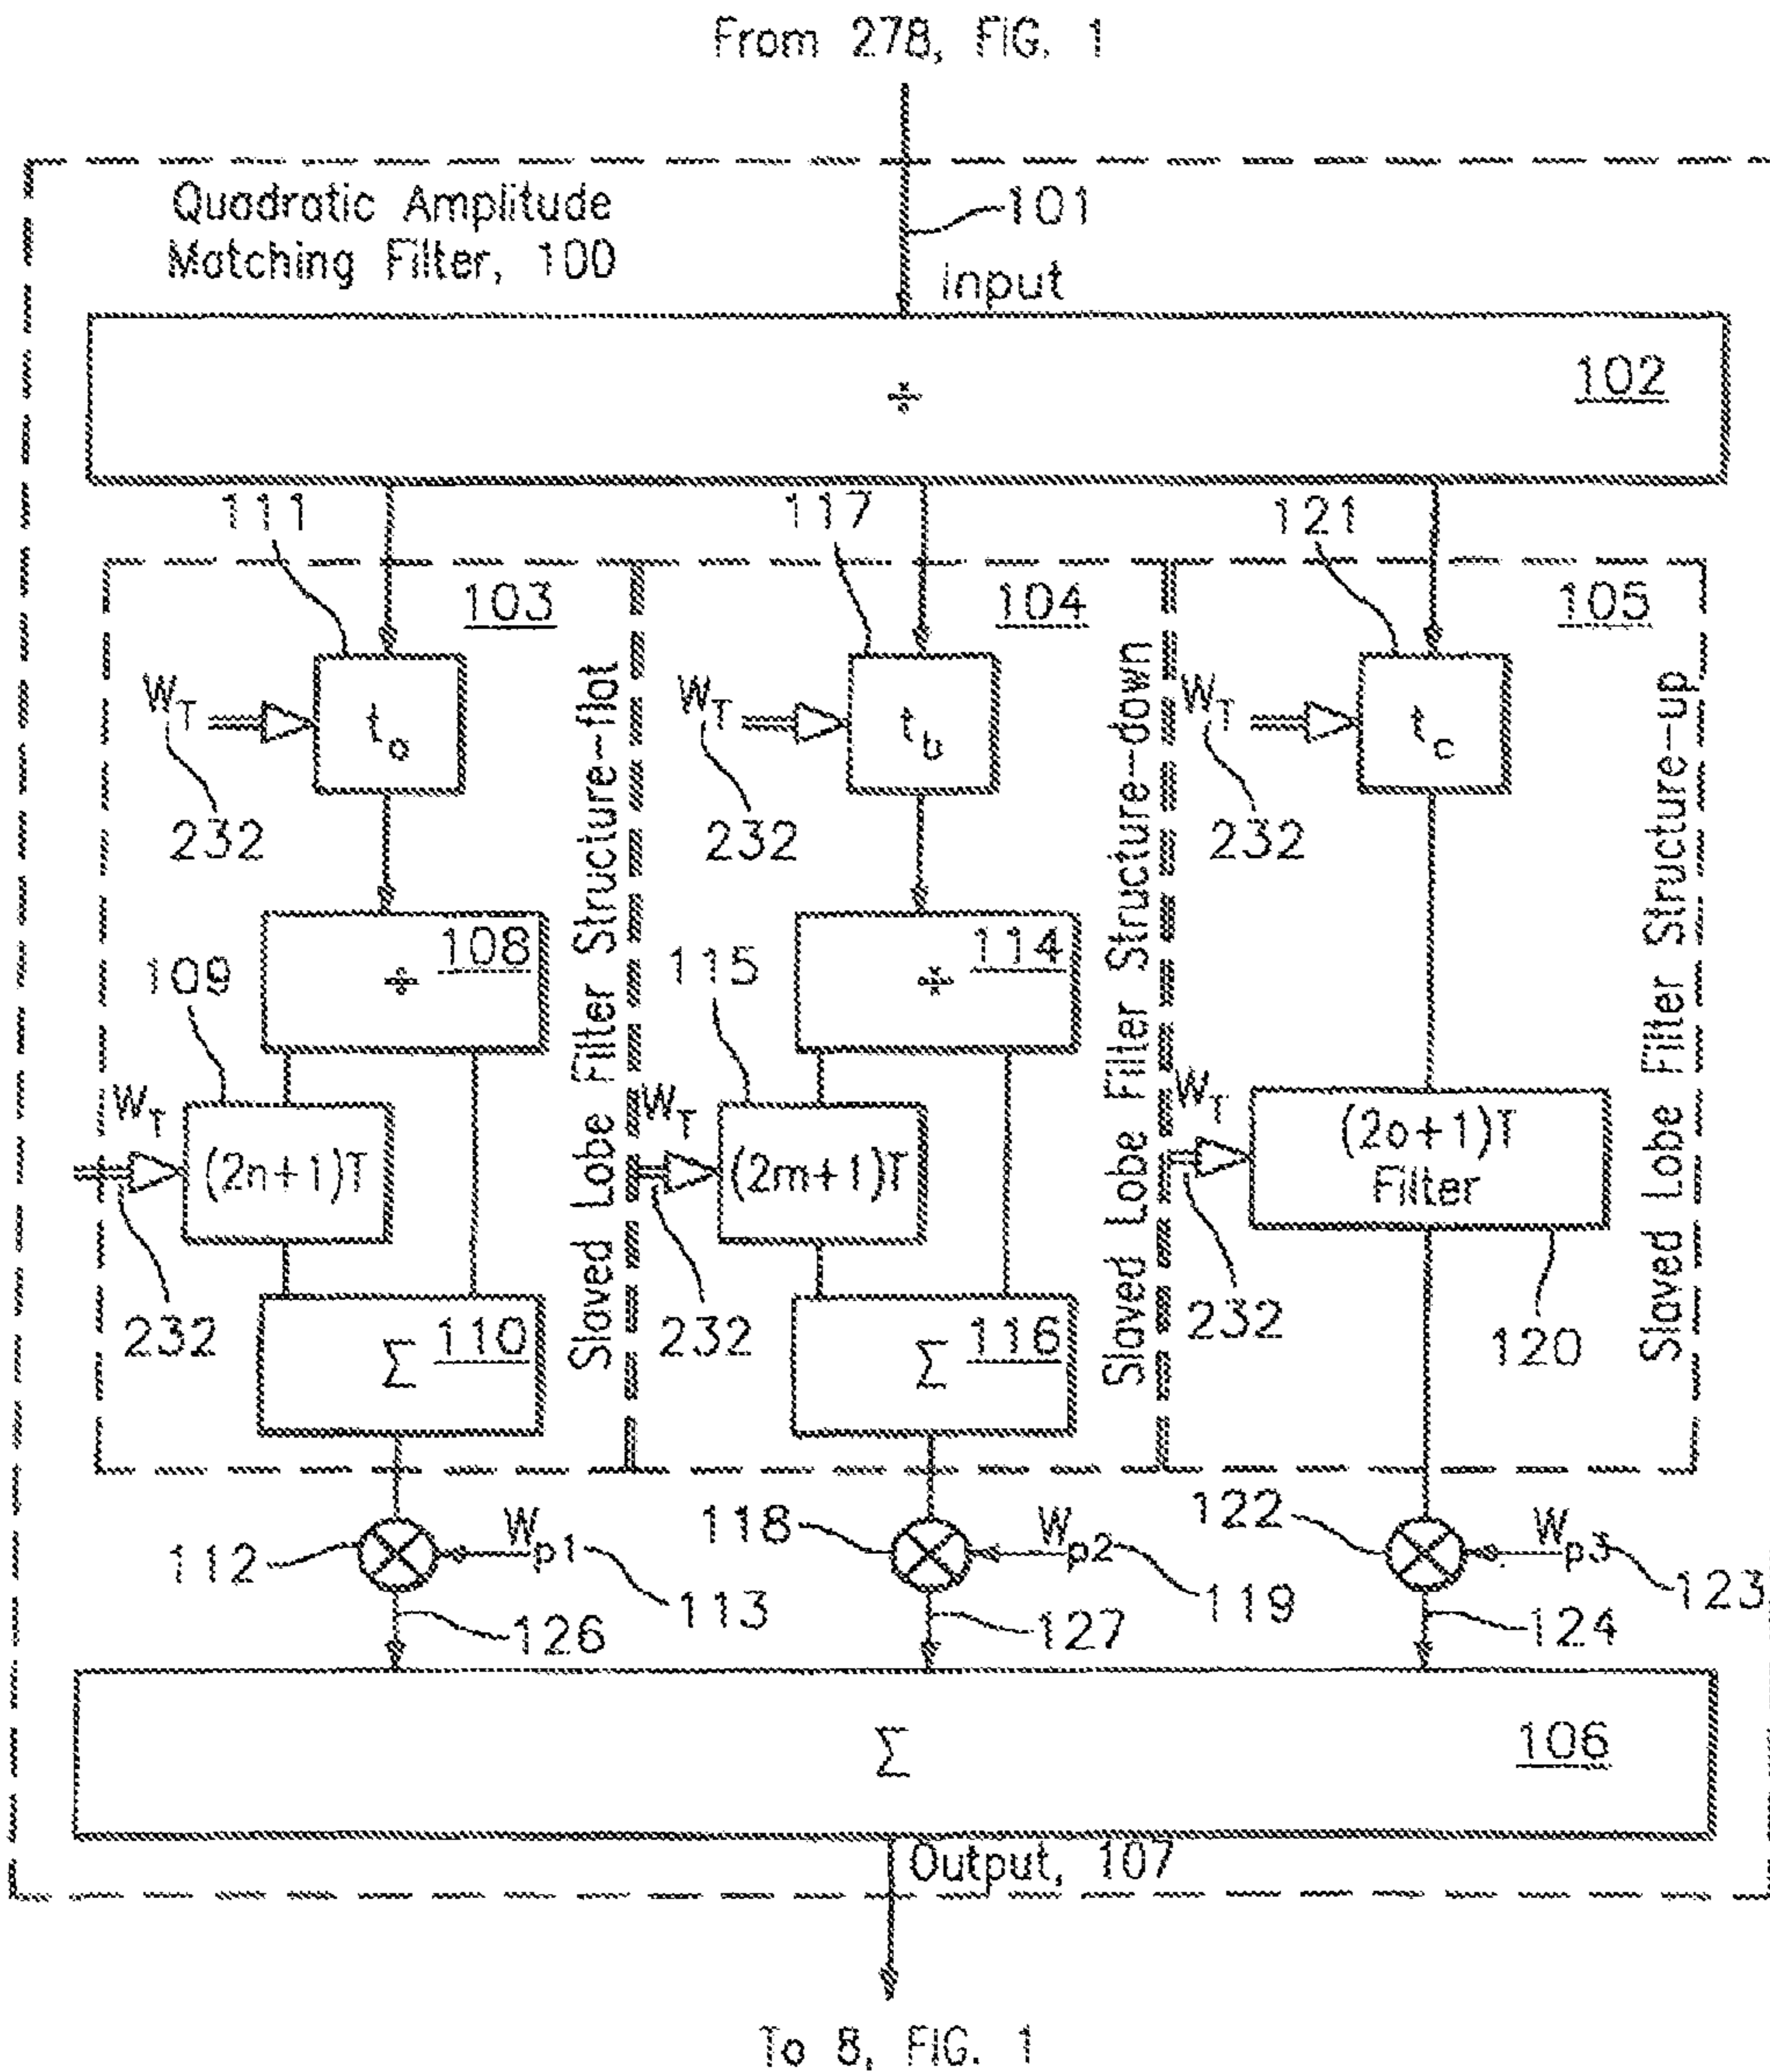 From 278, FIG. 1
Quadratic Amplitude
Matching Filter, 100
101
input
÷
102
111
117
121
103
104
105
W_T
t_a
W_T
t_b
W_T
t_c
232
232
232
Slaved Lobe Filter Structure-flat
Slaved Lobe Filter Structure-down
Slaved Lobe Filter Structure-up
÷
108
÷
114
109
115
W_T
(2n+1)T
W_T
(2m+1)T
W_T
(2o+1)T
Filter
232
232
232
120
Σ
110
Σ
116
112
W_p1
113
118
W_p2
119
122
W_p3
123
126
127
124
Σ
106
Output, 107
To 8, FIG. 1